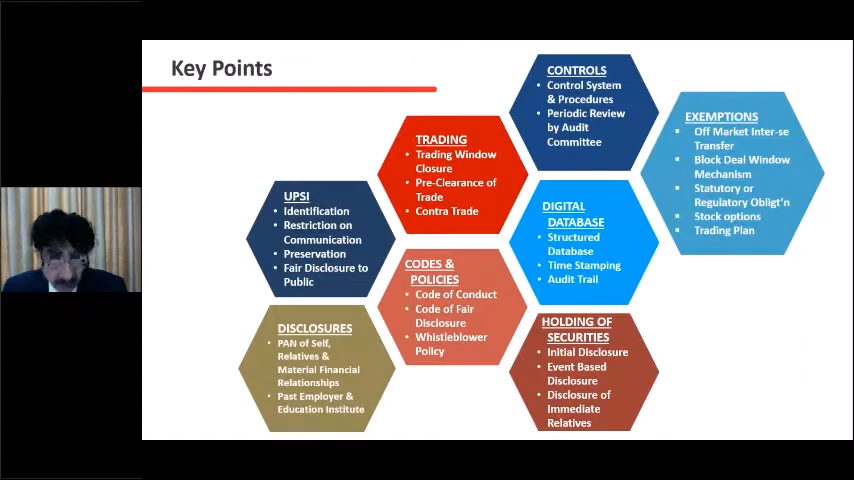 Key Points
CONTROLS
• Control System
& Procedures
• Periodic Review
by Audit
Committee
EXEMPTIONS
▪ Off Market Inter-se
Transfer
▪ Block Deal Window
Mechanism
▪ Statutory or
Regulatory Obligt'n
▪ Stock options
▪ Trading Plan
TRADING
• Trading Window
Closure
• Pre-Clearance of
Trade
• Contra Trade
UPSI
• Identification
• Restriction on
Communication
• Preservation
• Fair Disclosure to
Public
DIGITAL
DATABASE
• Structured
Database
• Time Stamping
• Audit Trail
CODES &
POLICIES
• Code of Conduct
• Code of Fair
Disclosure
• Whistleblower
Policy
DISCLOSURES
• PAN of Self,
Relatives &
Material Financial
Relationships
• Past Employer &
Education Institute
HOLDING OF
SECURITIES
• Initial Disclosure
• Event Based
Disclosure
• Disclosure of
Immediate
Relatives